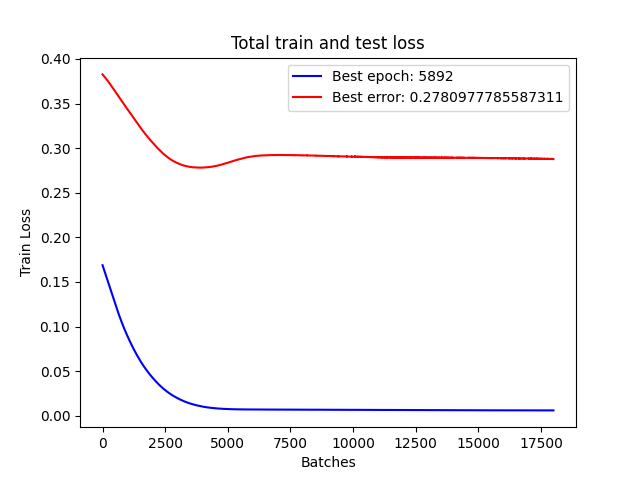 Total train and test loss
Best epoch: 5892
Best error: 0.2780977785587311
Train Loss
0.40
0.35
0.30
0.25
0.20
0.15
0.10
0.05
0.00
0 2500 5000 7500 10000 12500 15000 17500
Batches